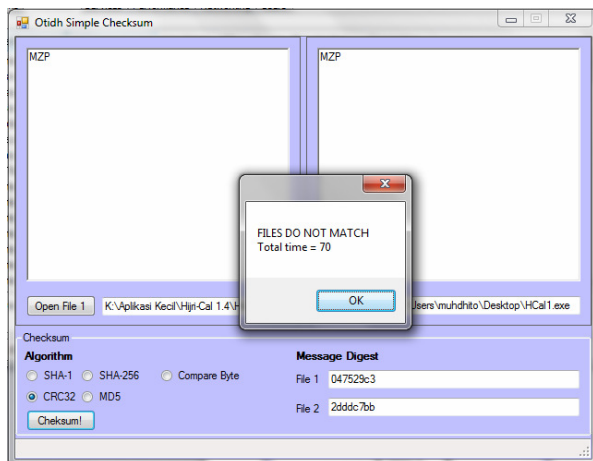 Otidh Simple Checksum
MZP
MZP
FILES DO NOT MATCH
Total time = 70
OK
Open File 1
K:\Aplikasi Kecil\Hijri-Cal 1.4\H
Jsers\muhdhito\Desktop\HCal1.exe
Checksum
Algorithm
SHA-1
SHA-256
Compare Byte
CRC32
MD5
Cheksum!
Message Digest
File 1
047529c3
File 2
2dddc7bb